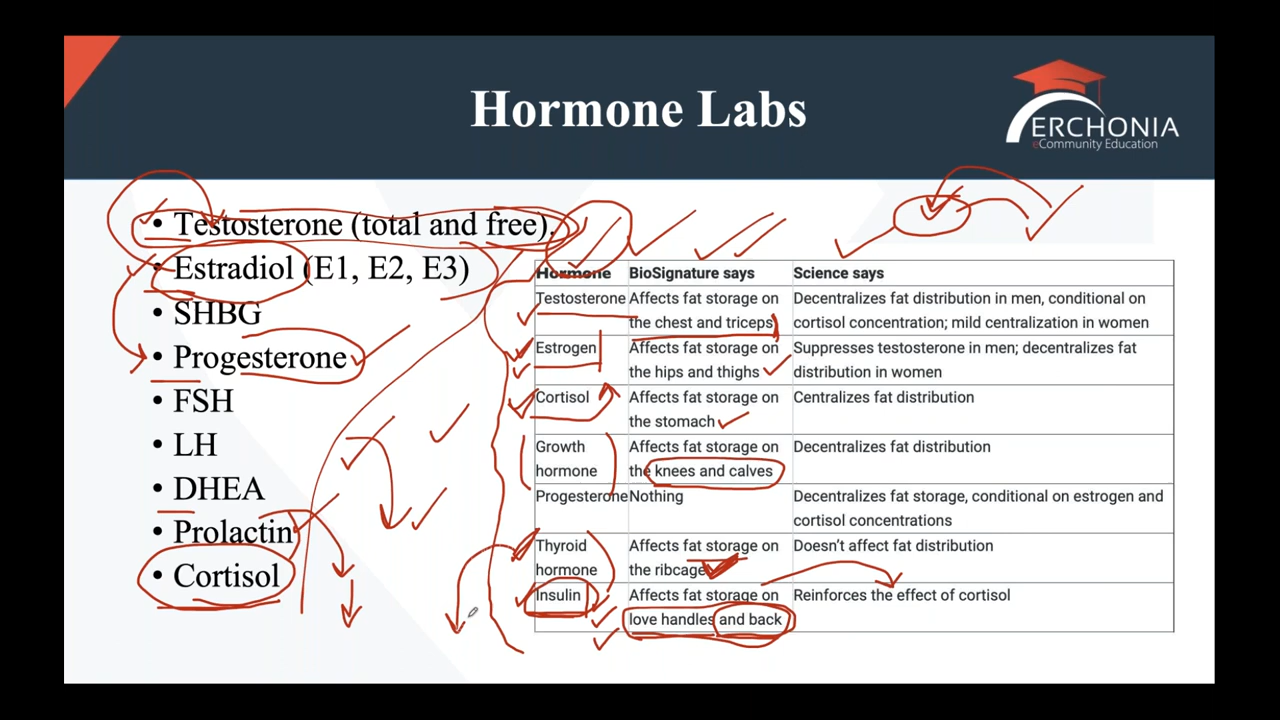 Hormone Labs
ERCHONIA
eCommunity Education
• Testosterone (total and free).
• Estradiol (E1, E2, E3)
• SHBG
• Progesterone
• FSH
• LH
• DHEA
• Prolactin
• Cortisol
Hormone BioSignature says Science says
Testosterone Affects fat storage on Decentralizes fat distribution in men, conditional on
the chest and triceps cortisol concentration; mild centralization in women
Estrogen Affects fat storage on Suppresses testosterone in men; decentralizes fat
the hips and thighs distribution in women
Cortisol Affects fat storage on Centralizes fat distribution
the stomach
Growth Affects fat storage on Decentralizes fat distribution
hormone the knees and calves
Progesterone Nothing Decentralizes fat storage, conditional on estrogen and
cortisol concentrations
Thyroid Affects fat storage on Doesn't affect fat distribution
hormone the ribcage
Insulin Affects fat storage on Reinforces the effect of cortisol
love handles and back